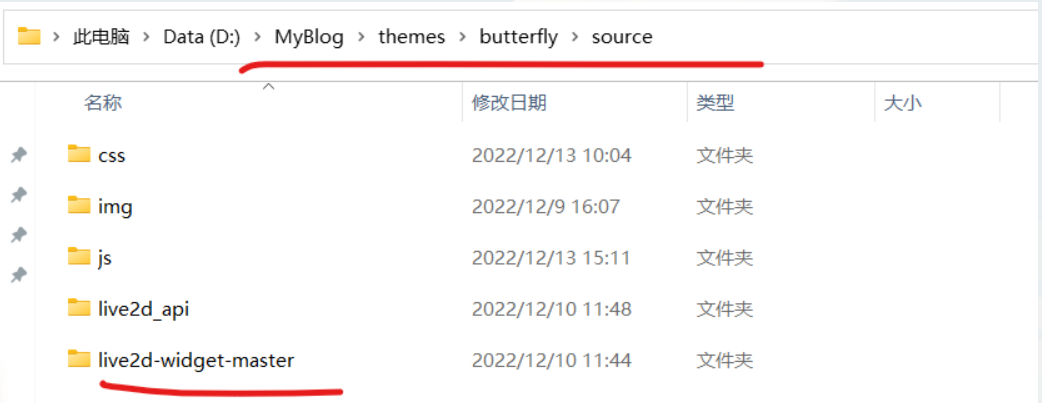 此电脑 › Data (D:) › MyBlog › themes › butterfly › source
名称 修改日期 类型 大小
css 2022/12/13 10:04 文件夹
img 2022/12/9 16:07 文件夹
js 2022/12/13 15:11 文件夹
live2d_api 2022/12/10 11:48 文件夹
live2d-widget-master 2022/12/10 11:44 文件夹